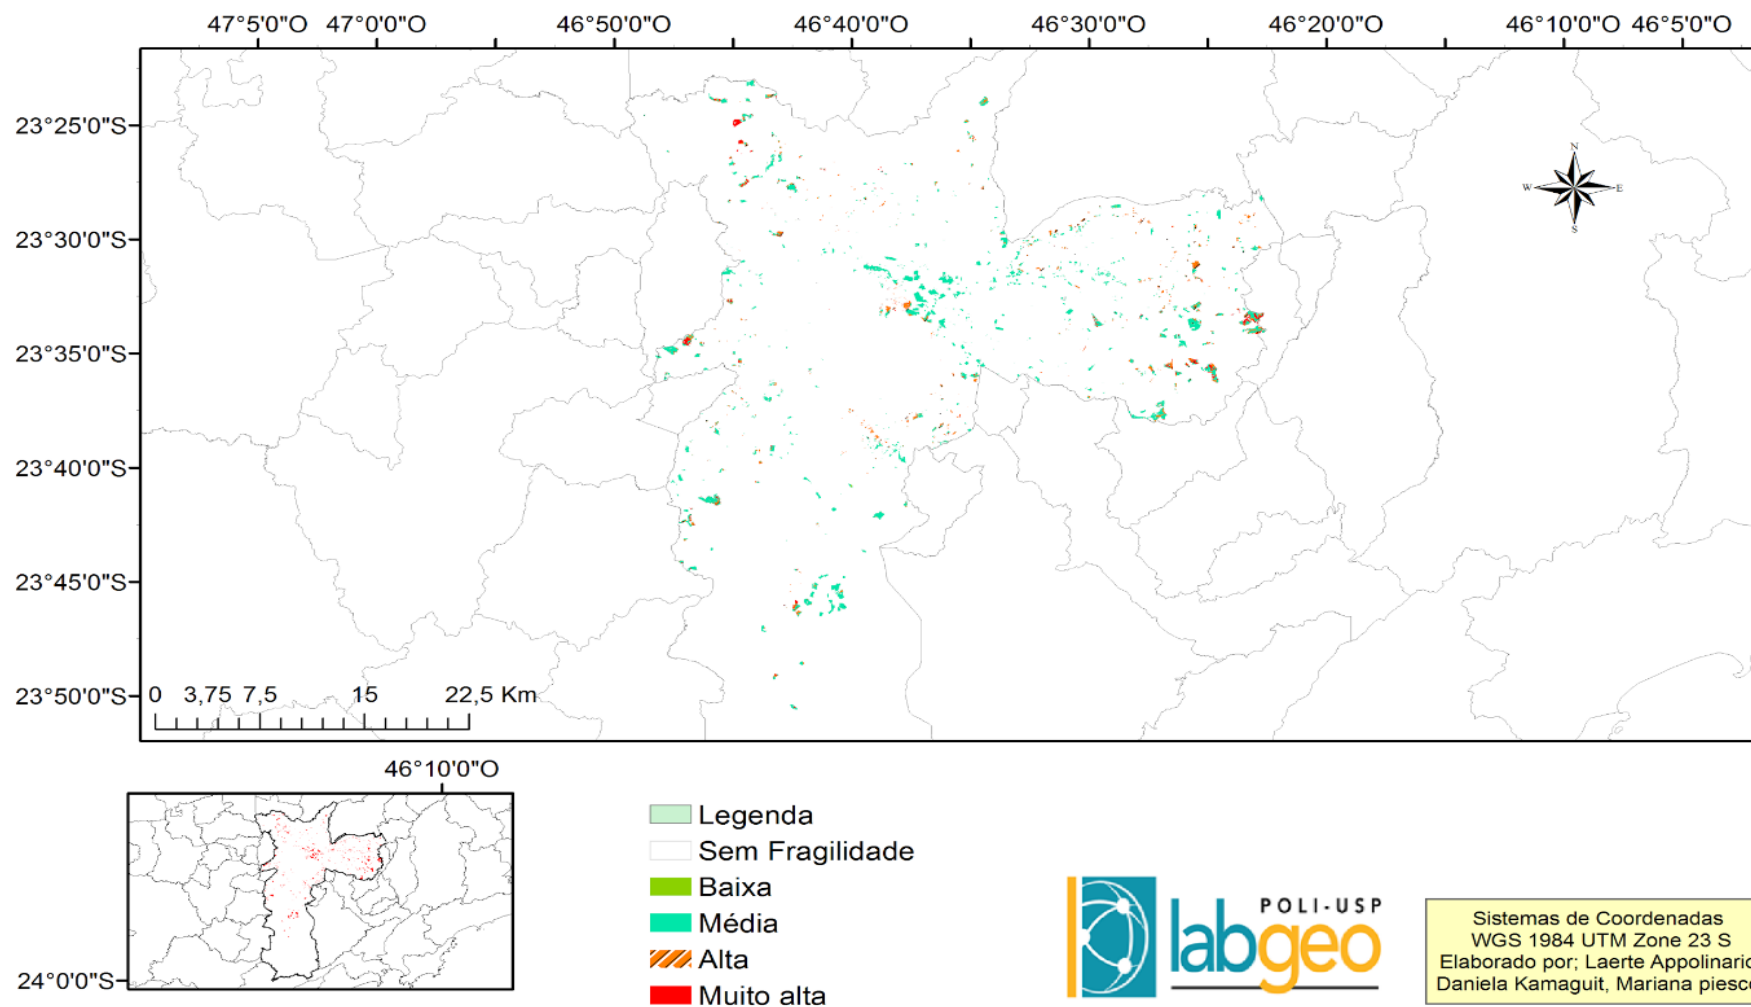 47°5'0"O 47°0'0"O 46°50'0"O 46°40'0"O 46°30'0"O 46°20'0"O 46°10'0"O 46°5'0"O
23°25'0"S
N
W E
S
23°30'0"S
23°35'0"S
23°40'0"S
23°45'0"S
23°50'0"S
0 3,75 7,5 15 22,5 Km
46°10'0"O
24°0'0"S
Legenda
Sem Fragilidade
Baixa
Média
Alta
Muito alta
POLI-USP
labgeo
Sistemas de Coordenadas
WGS 1984 UTM Zone 23 S
Elaborado por; Laerte Appolinario
Daniela Kamaguit, Mariana piesco